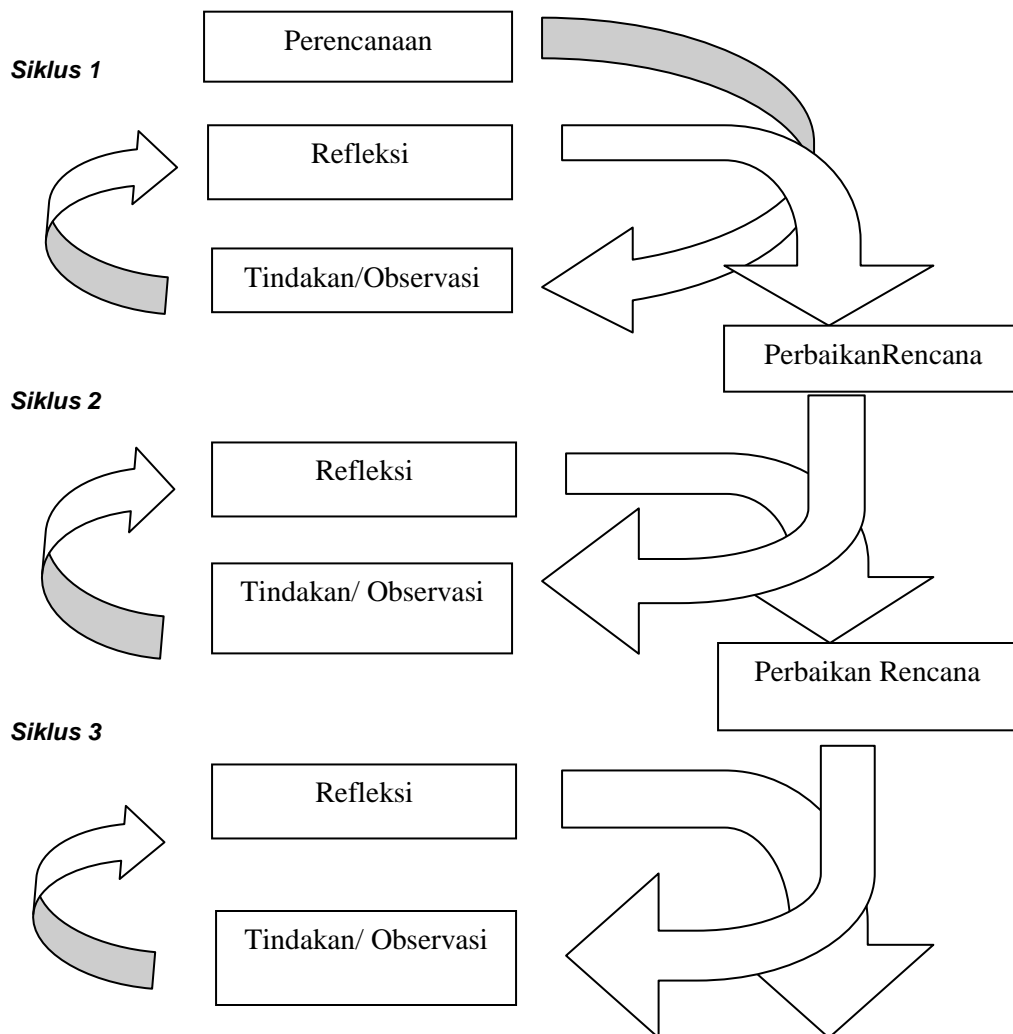 Perencanaan
Siklus 1
Refleksi
Tindakan/Observasi
PerbaikanRencana
Siklus 2
Refleksi
Tindakan/ Observasi
Perbaikan Rencana
Siklus 3
Refleksi
Tindakan/ Observasi